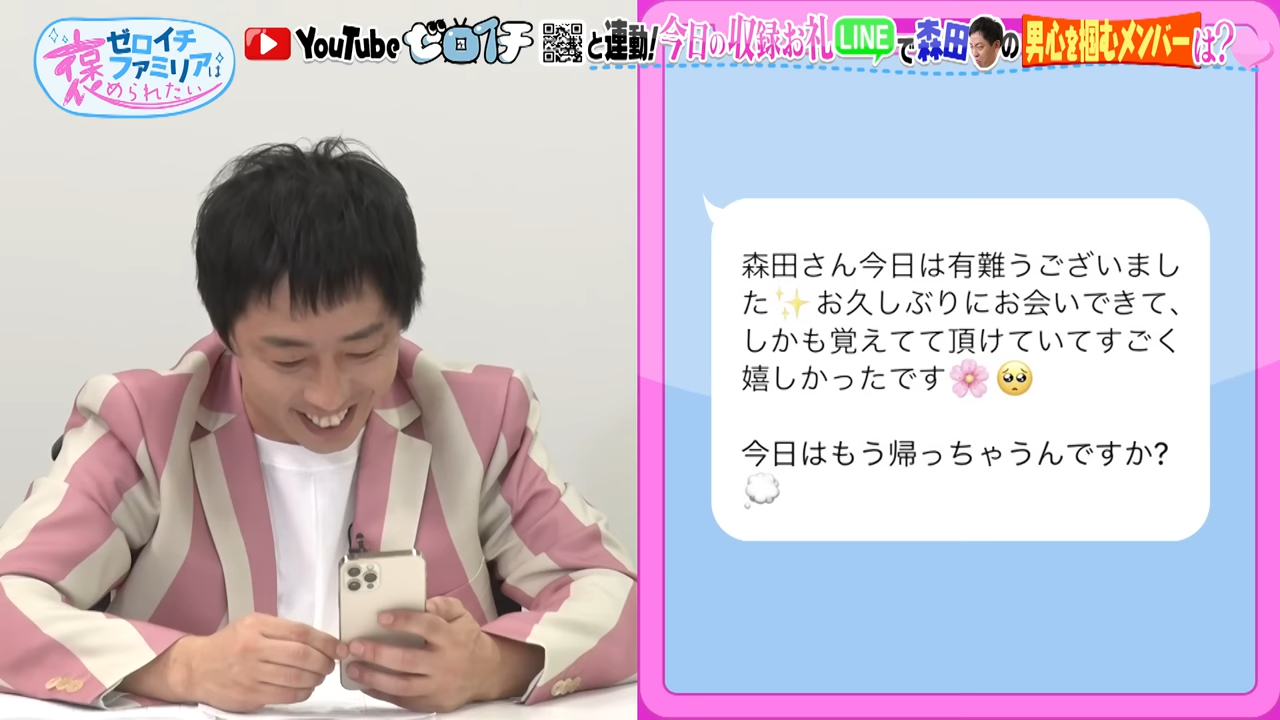 ゼロイチ
ファミリアは
褒められたい
YouTube ゼロイチ と連動!今日の収録お礼LINEで森田の男心を掴むメンバーは?
森田さん今日は有難うございまし
た✨お久しぶりにお会いできて、
しかも覚えてて頂けていてすごく
嬉しかったです🌸🥺
今日はもう帰っちゃうんですか?
💭